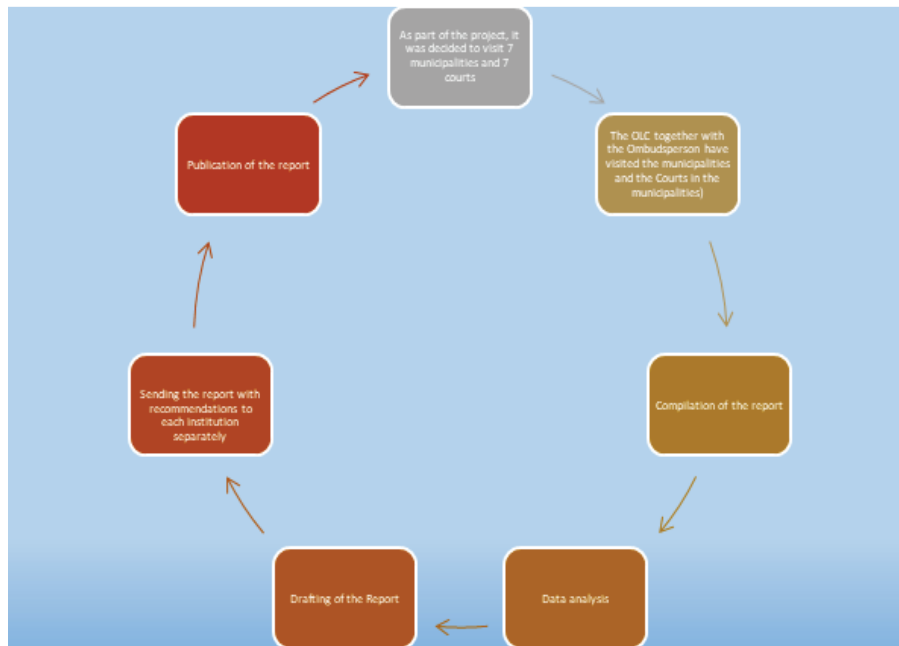 As part of the project, it
was decided to visit 7
municipalities and 7
courts
The OLC together with
the Ombudsperson have
visited the municipalities
and the Courts in the
municipalities)
Compilation of the report
Data analysis
Drafting of the Report
Sending the report with
recommendations to
each institution
separately
Publication of the report